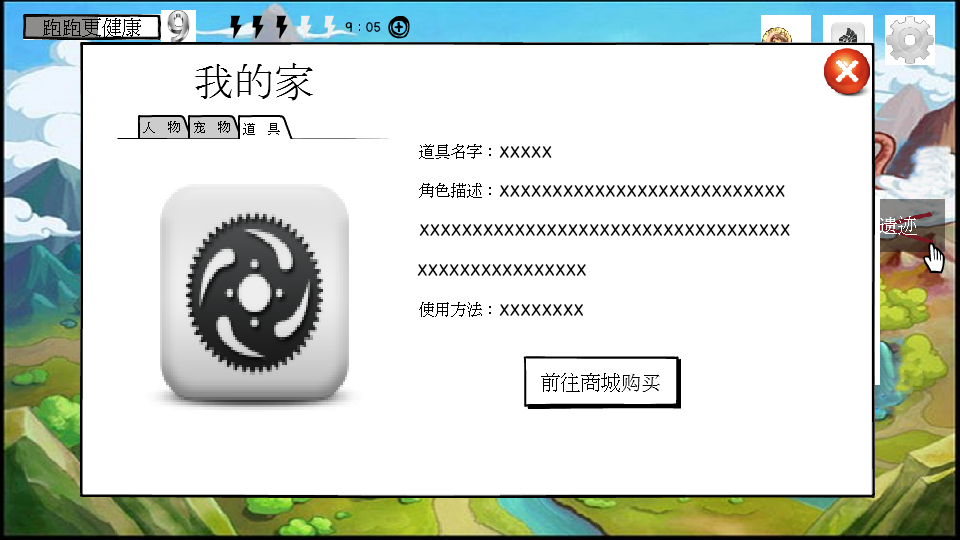 跑跑更健康
9
9：05
我的家
人 物
宠 物
道 具
道具名字：XXXXX
角色描述：XXXXXXXXXXXXXXXXXXXXXXXXXXX
XXXXXXXXXXXXXXXXXXXXXXXXXXXXXXXXXXX
XXXXXXXXXXXXXXXX
使用方法：XXXXXXXX
遗迹
前往商城购买